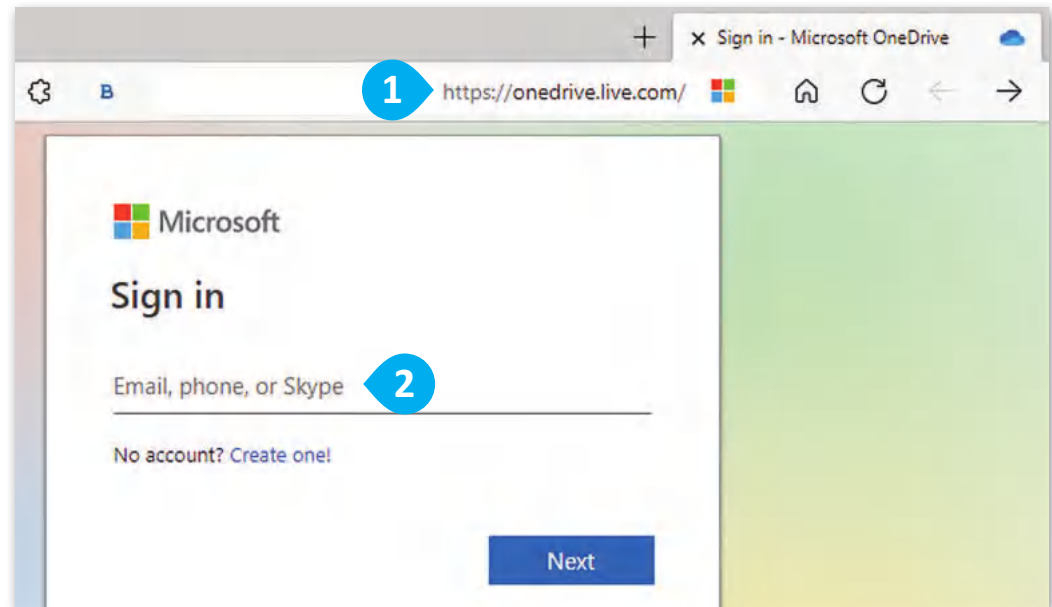 Sign in - Microsoft OneDrive
B
1
https://onedrive.live.com/
Microsoft
Sign in
Email, phone, or Skype
2
No account? Create one!
Next